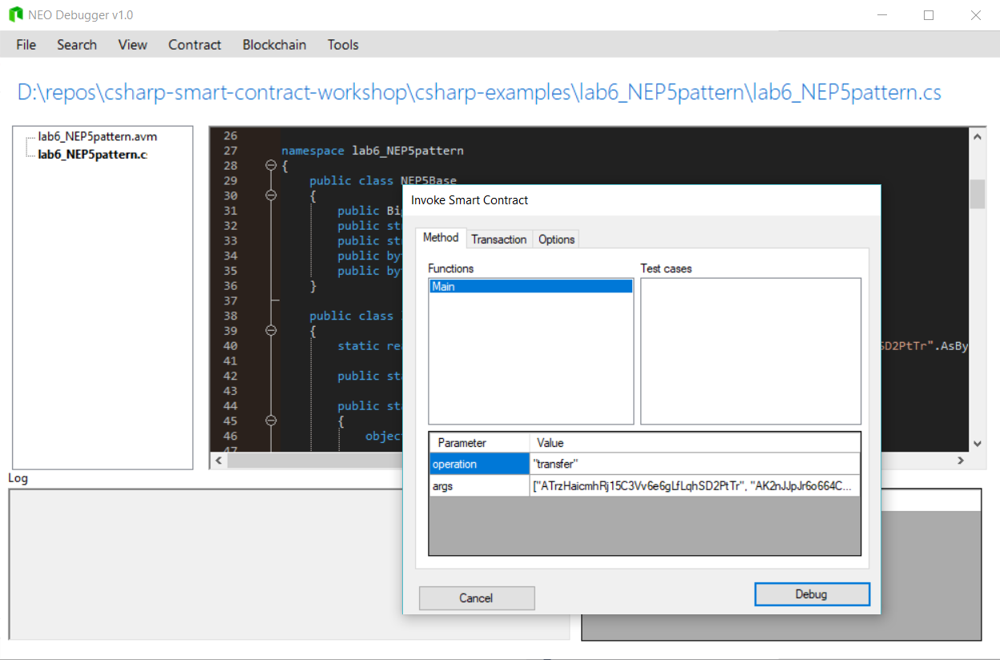 NEO Debugger v1.0
File Search View Contract Blockchain Tools
D:\repos\csharp-smart-contract-workshop\csharp-examples\lab6_NEP5pattern\lab6_NEP5pattern.cs
lab6_NEP5pattern.avm
lab6_NEP5pattern.c
26
27 namespace lab6_NEP5pattern
28 {
29 public class NEP5Base
30 {
31 public Bi
32 public st
33 public st
34 public by
35 public by
36 }
37
38 public class
39 {
40 static rea SD2PtTr".AsBy
41
42 public sta
43
44 public sta
45 {
46 object
47
Invoke Smart Contract
Method Transaction Options
Functions
Main
Test cases
Parameter Value
operation "transfer"
args ["ATrzHaicmhRj15C3Vv6e6gLfLqhSD2PtTr", "AK2nJJpJr6o664C...
Cancel Debug
Log